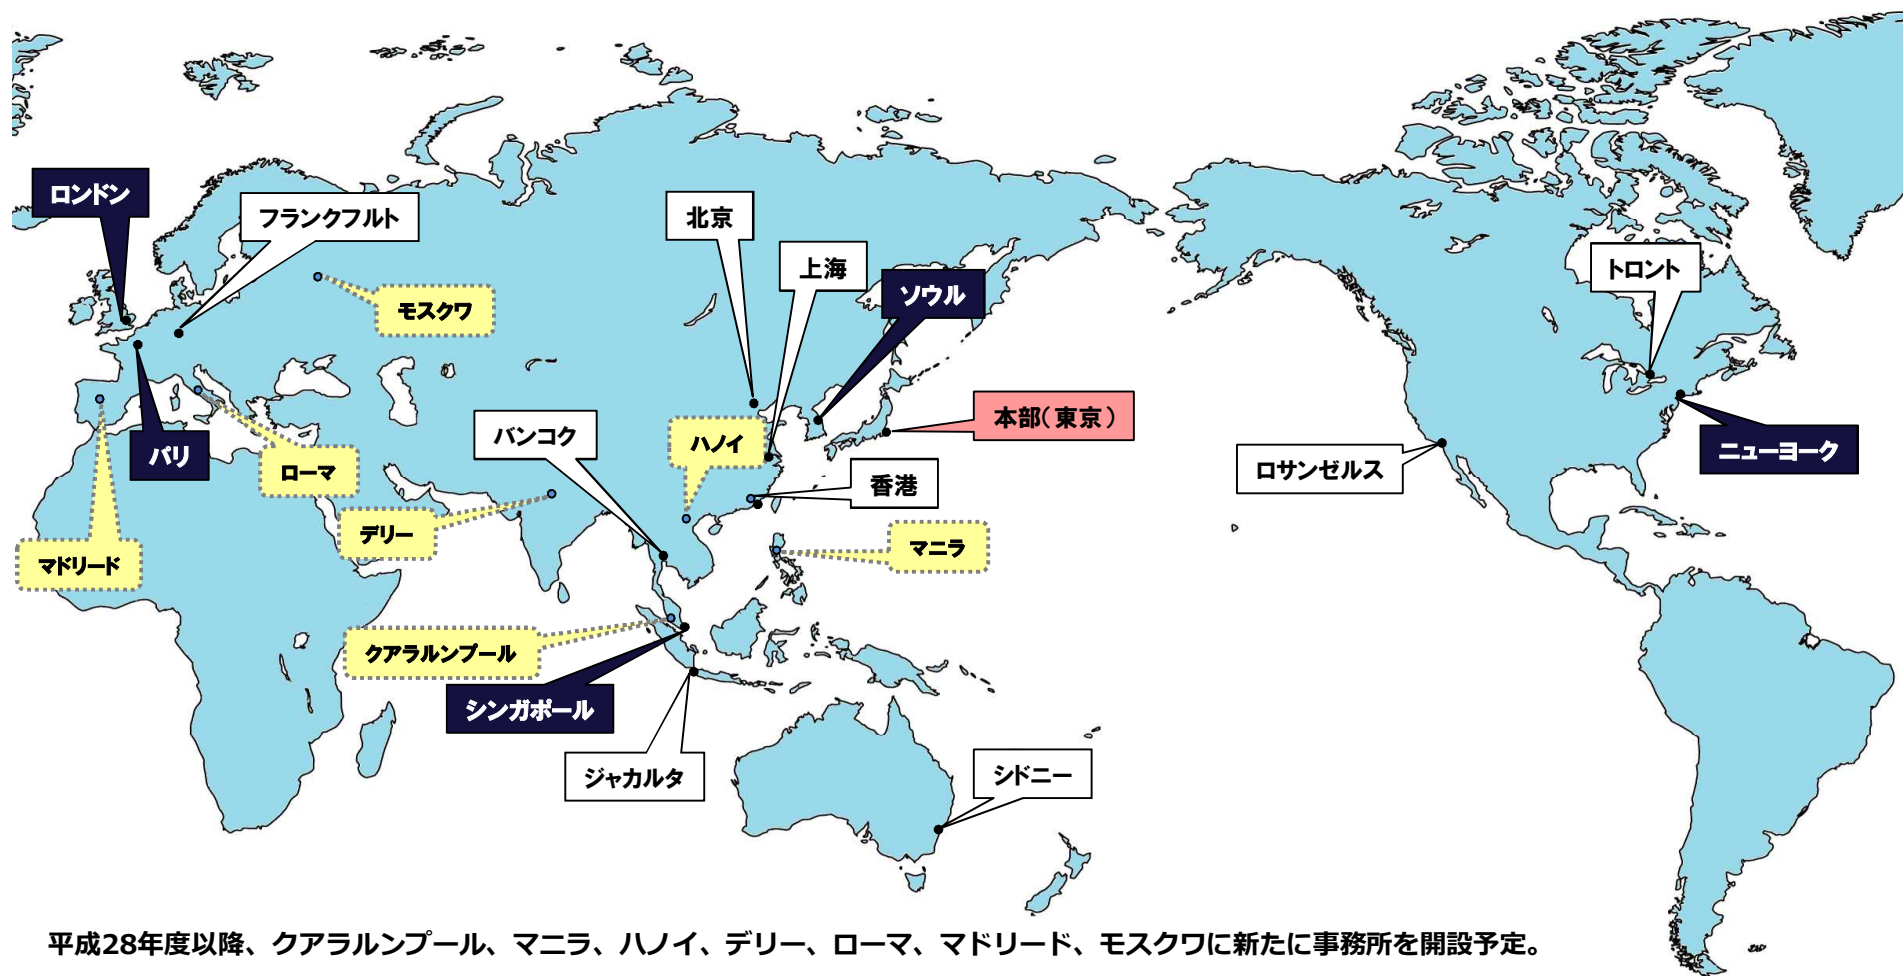 ロンドン
フランクフルト
北京
上海
ソウル
トロント
モスクワ
本部（東京）
バンコク
ハノイ
ニューヨーク
パリ
ローマ
ロサンゼルス
香港
デリー
マニラ
マドリード
クアラルンプール
シンガポール
ジャカルタ
シドニー
平成28年度以降、クアラルンプール、マニラ、ハノイ、デリー、ローマ、マドリード、モスクワに新たに事務所を開設予定。